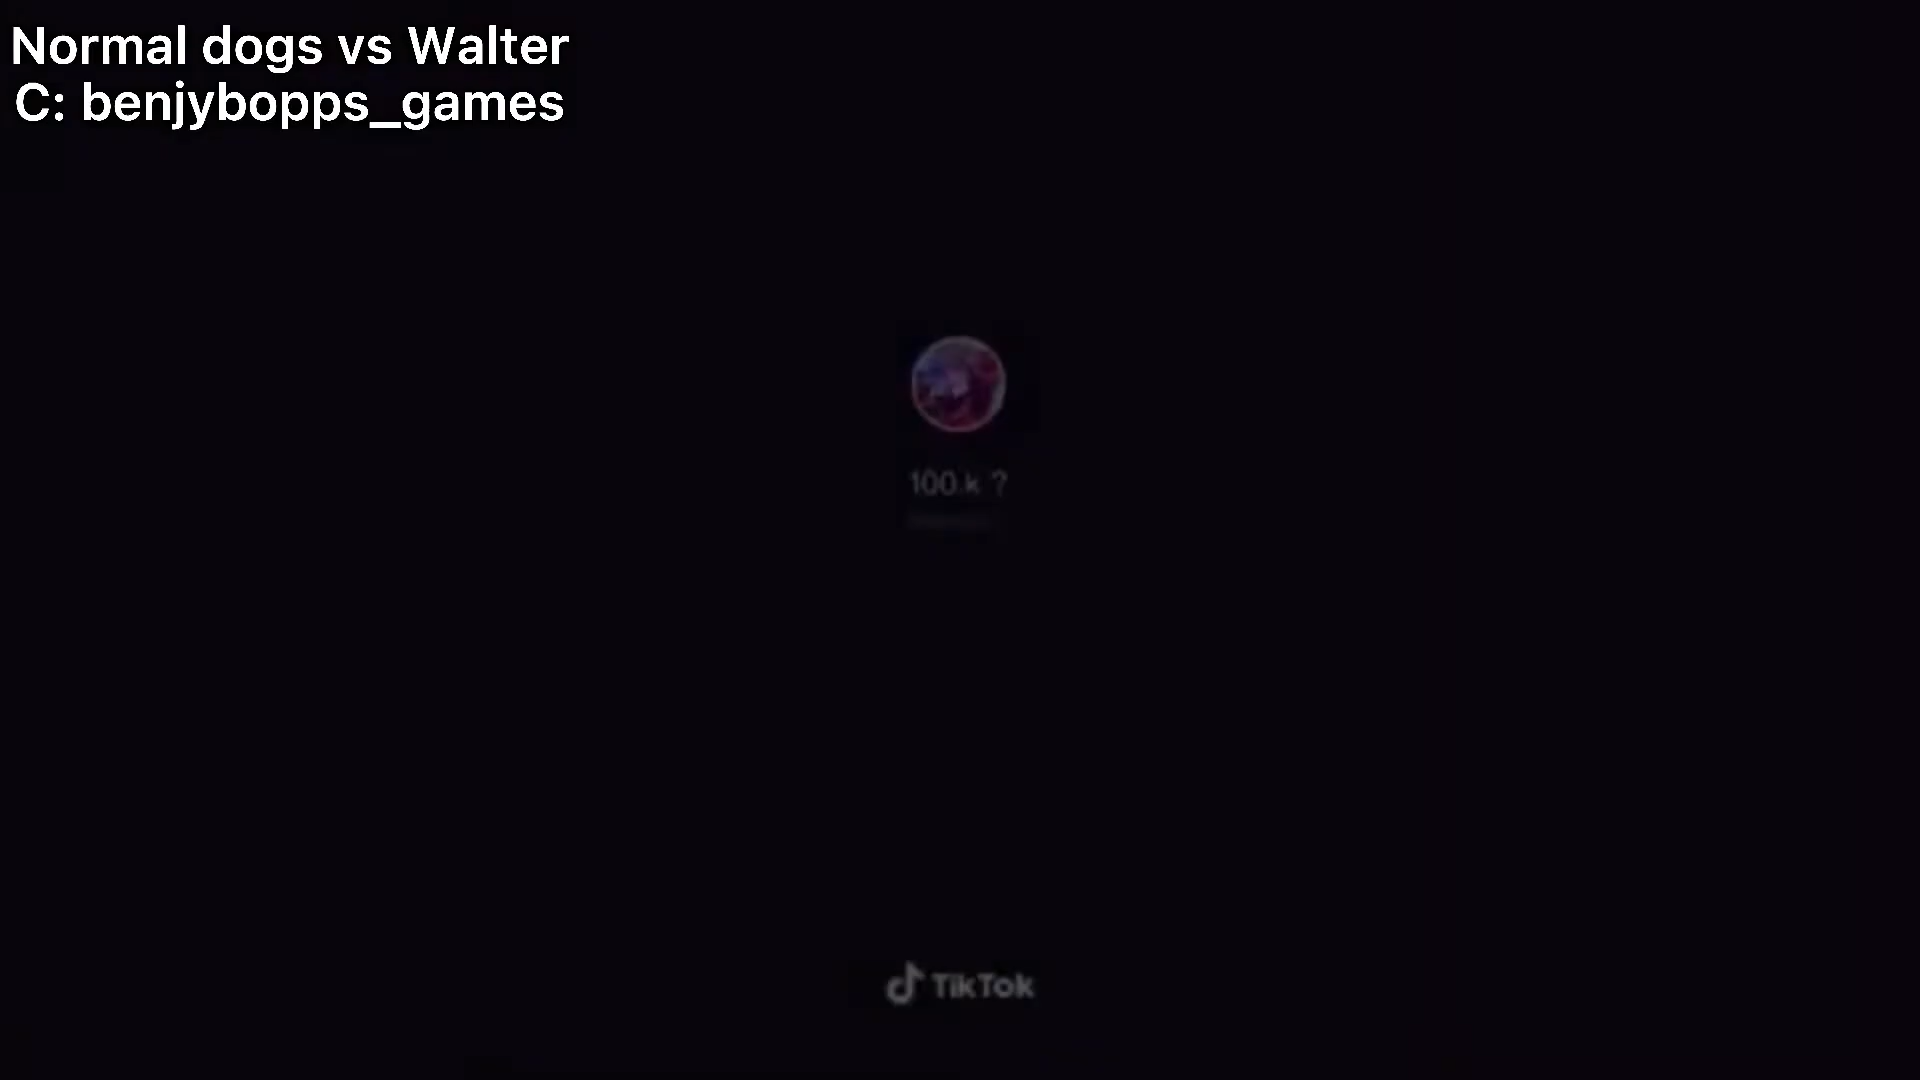 Normal dogs vs Walter
C: benjybopps_games
100.k ?
TikTok